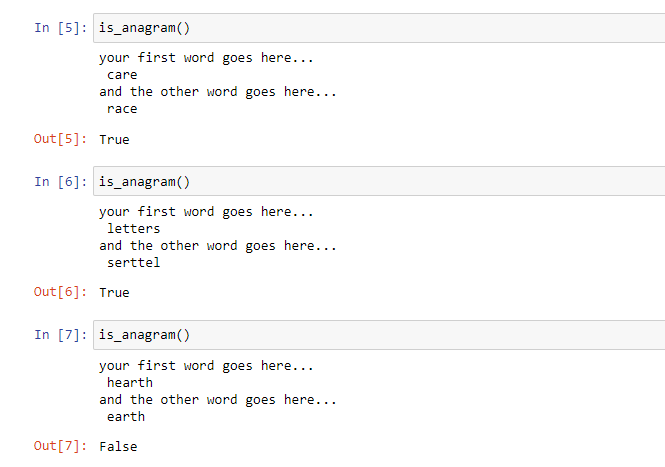 In [5]: is_anagram()
your first word goes here...
care
and the other word goes here...
race
Out[5]: True
In [6]: is_anagram()
your first word goes here...
letters
and the other word goes here...
serttel
Out[6]: True
In [7]: is_anagram()
your first word goes here...
hearth
and the other word goes here...
earth
Out[7]: False